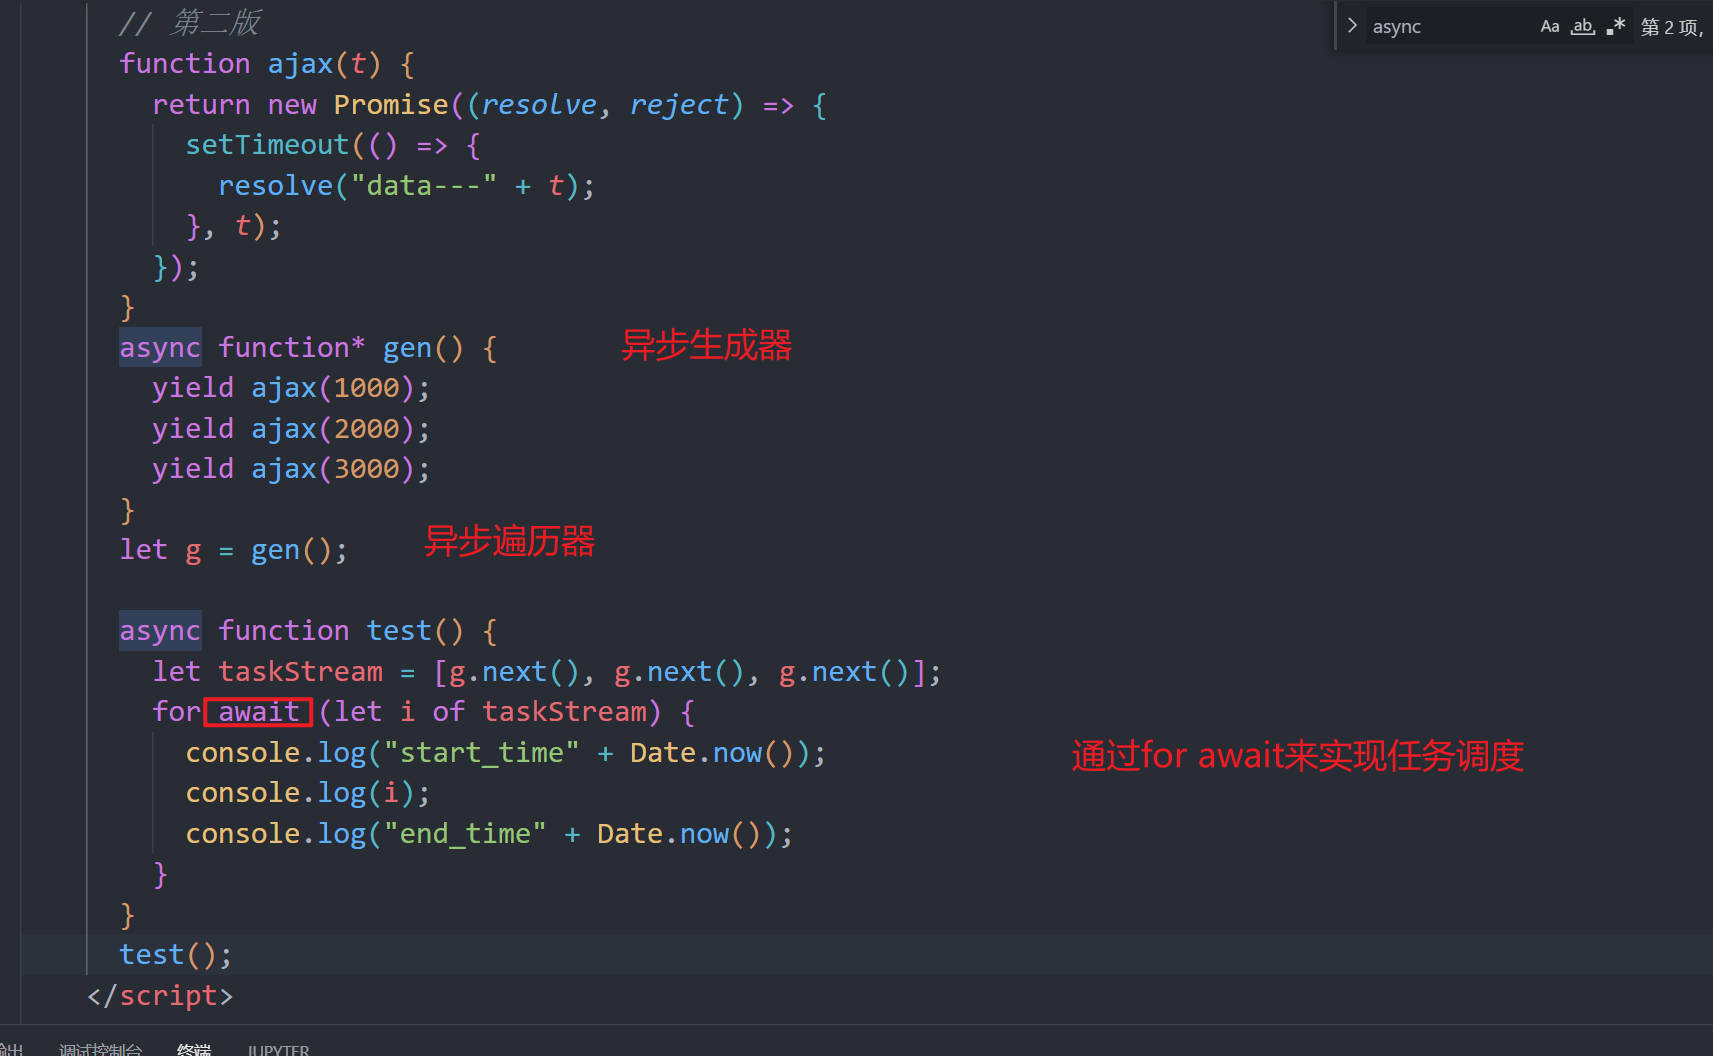 // 第二版
async
Aa
ab
.*
第 2 项,
function ajax(t) {
return new Promise((resolve, reject) => {
setTimeout(() => {
resolve("data---" + t);
}, t);
});
}
async function* gen() {
异步生成器
yield ajax(1000);
yield ajax(2000);
yield ajax(3000);
}
let g = gen();
异步遍历器
async function test() {
let taskStream = [g.next(), g.next(), g.next()];
for await (let i of taskStream) {
console.log("start_time" + Date.now());
通过for await来实现任务调度
console.log(i);
console.log("end_time" + Date.now());
}
}
test();
</script>
调试控制台
终端
JUPYTER